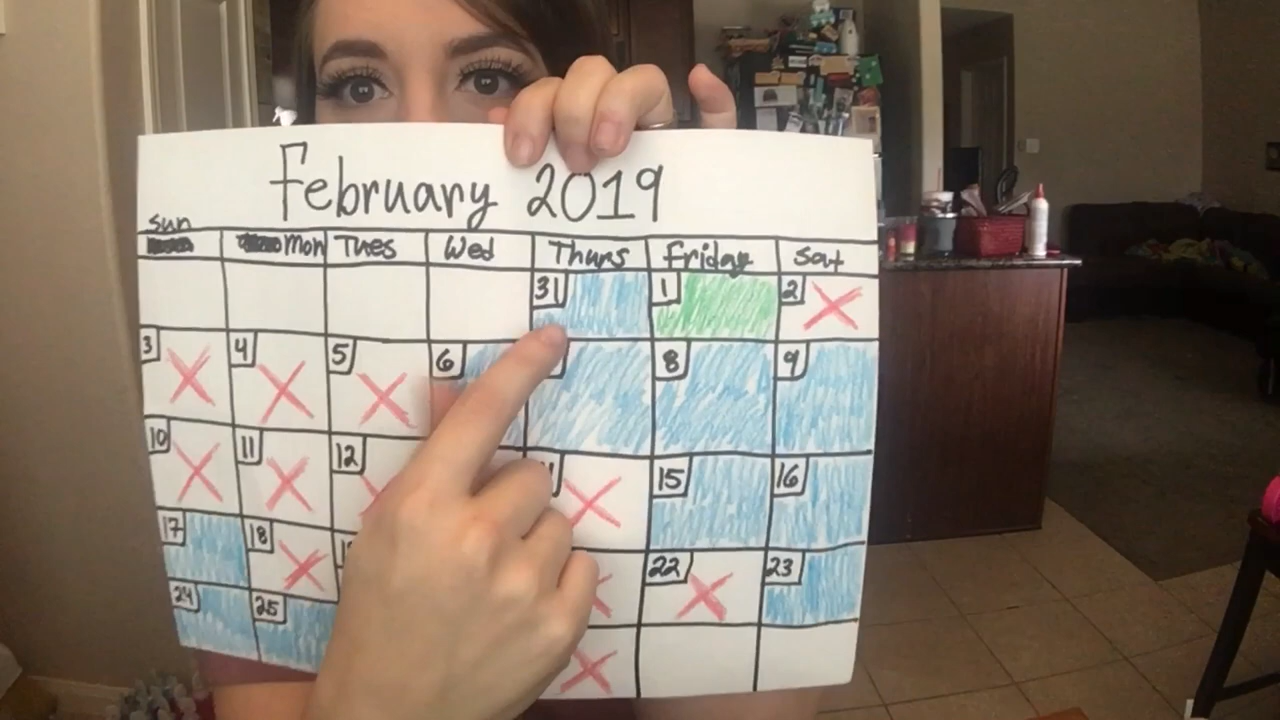 February 2019
Sun Mon Tues Wed Thurs Friday Sat
31 1 2
3 4 5 6 8 9
10 11 12 15 16
17 18 22 23
24 25